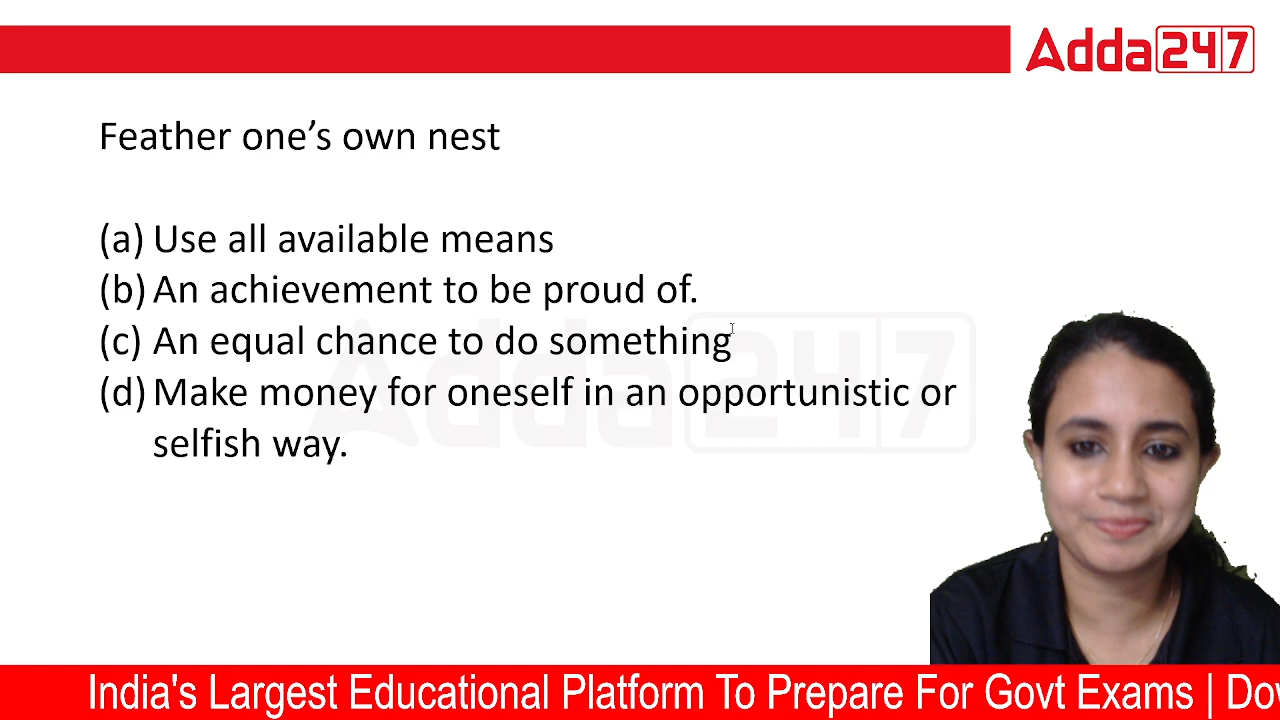 Adda247
Feather one’s own nest
(a) Use all available means
(b) An achievement to be proud of.
(c) An equal chance to do something
(d) Make money for oneself in an opportunistic or
selfish way.
Adda247
India's Largest Educational Platform To Prepare For Govt Exams | Dov